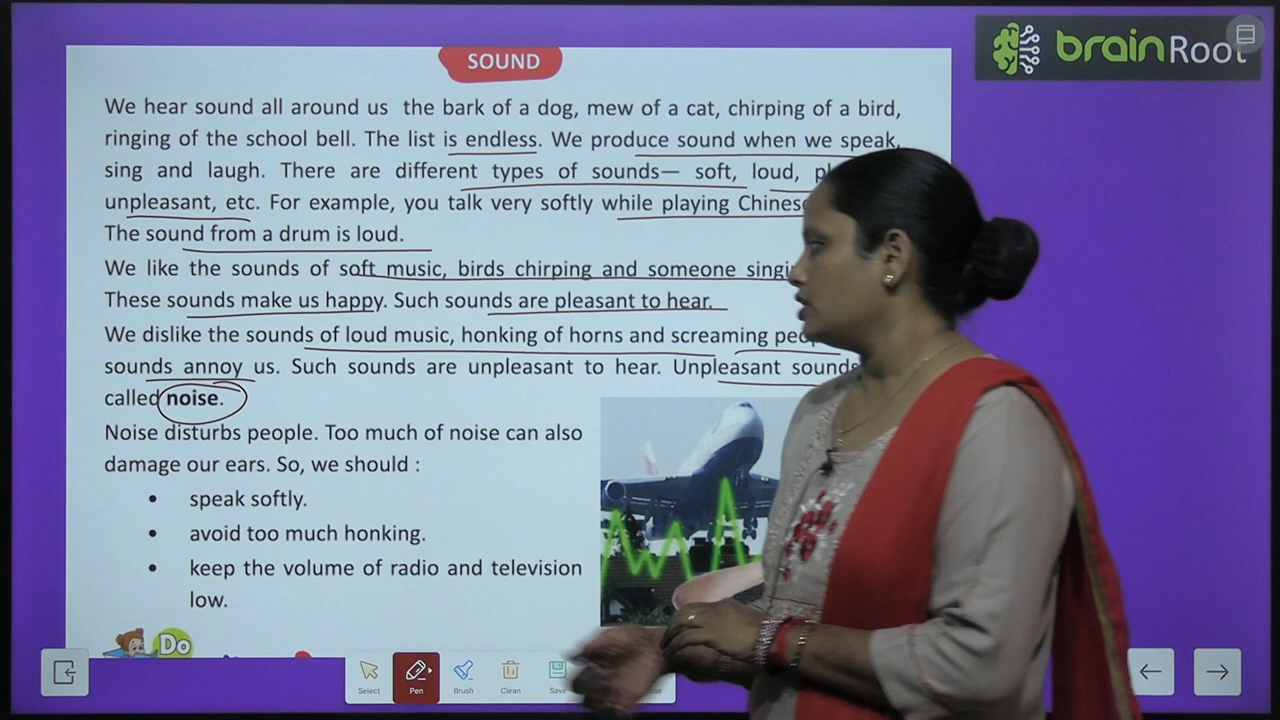 SOUND
brainRoot
We hear sound all around us the bark of a dog, mew of a cat, chirping of a bird,
ringing of the school bell. The list is endless. We produce sound when we speak,
sing and laugh. There are different types of sounds— soft, loud,
unpleasant, etc. For example, you talk very softly while playing Chinese
The sound from a drum is loud.
We like the sounds of soft music, birds chirping and someone
These sounds make us happy. Such sounds are pleasant to hear.
We dislike the sounds of loud music, honking of horns and screaming
sounds annoy us. Such sounds are unpleasant to hear. Unpleasant sounds
called noise.
Noise disturbs people. Too much of noise can also
damage our ears. So, we should :
• speak softly.
• avoid too much honking.
• keep the volume of radio and television
low.
Do
Select Pen Brush Clean Save